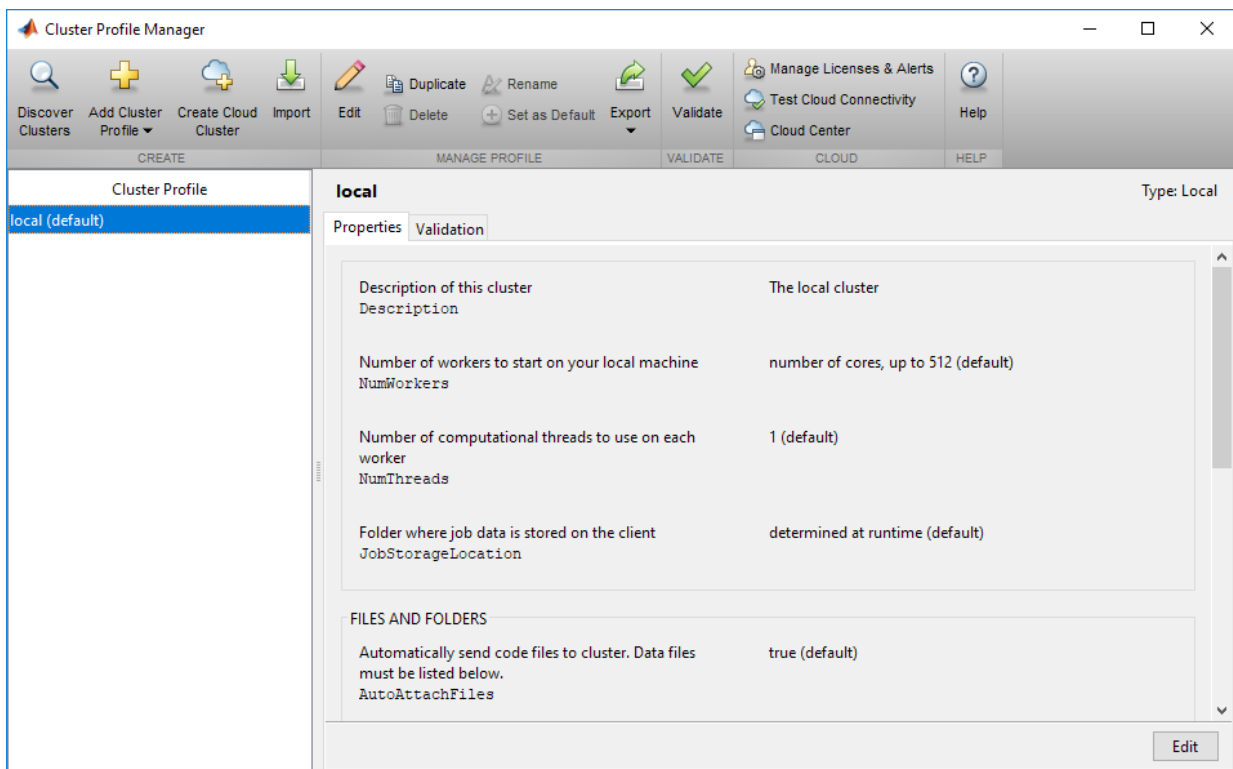 Cluster Profile Manager
Discover Clusters
Add Cluster Profile
Create Cloud Cluster
Import
CREATE
Edit
Duplicate
Delete
Rename
Set as Default
Export
MANAGE PROFILE
Validate
VALIDATE
Manage Licenses & Alerts
Test Cloud Connectivity
Cloud Center
CLOUD
Help
HELP
Cluster Profile
local (default)
local
Type: Local
Properties
Validation
Description of this cluster
Description
The local cluster
Number of workers to start on your local machine
NumWorkers
number of cores, up to 512 (default)
Number of computational threads to use on each
worker
NumThreads
1 (default)
Folder where job data is stored on the client
JobStorageLocation
determined at runtime (default)
FILES AND FOLDERS
Automatically send code files to cluster. Data files
must be listed below.
AutoAttachFiles
true (default)
Edit